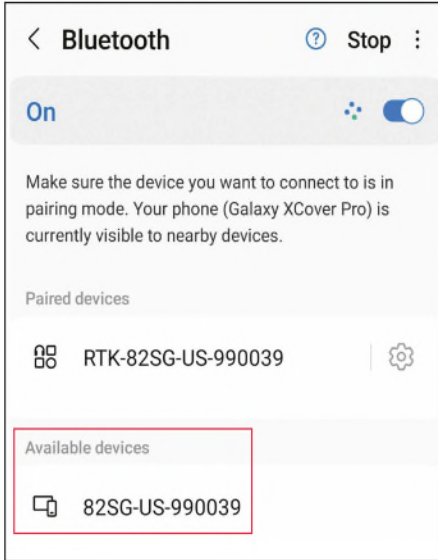 Bluetooth ? Stop
On
Make sure the device you want to connect to is in
pairing mode. Your phone (Galaxy XCover Pro) is
currently visible to nearby devices.
Paired devices
RTK-82SG-US-990039
Available devices
82SG-US-990039